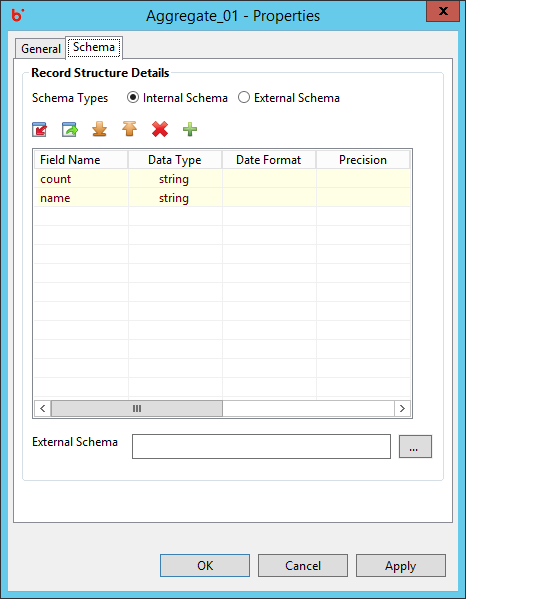 Aggregate_01 - Properties
General Schema
Record Structure Details
Schema Types Internal Schema External Schema
Field Name Data Type Date Format Precision
count string
name string
External Schema ...
OK Cancel Apply